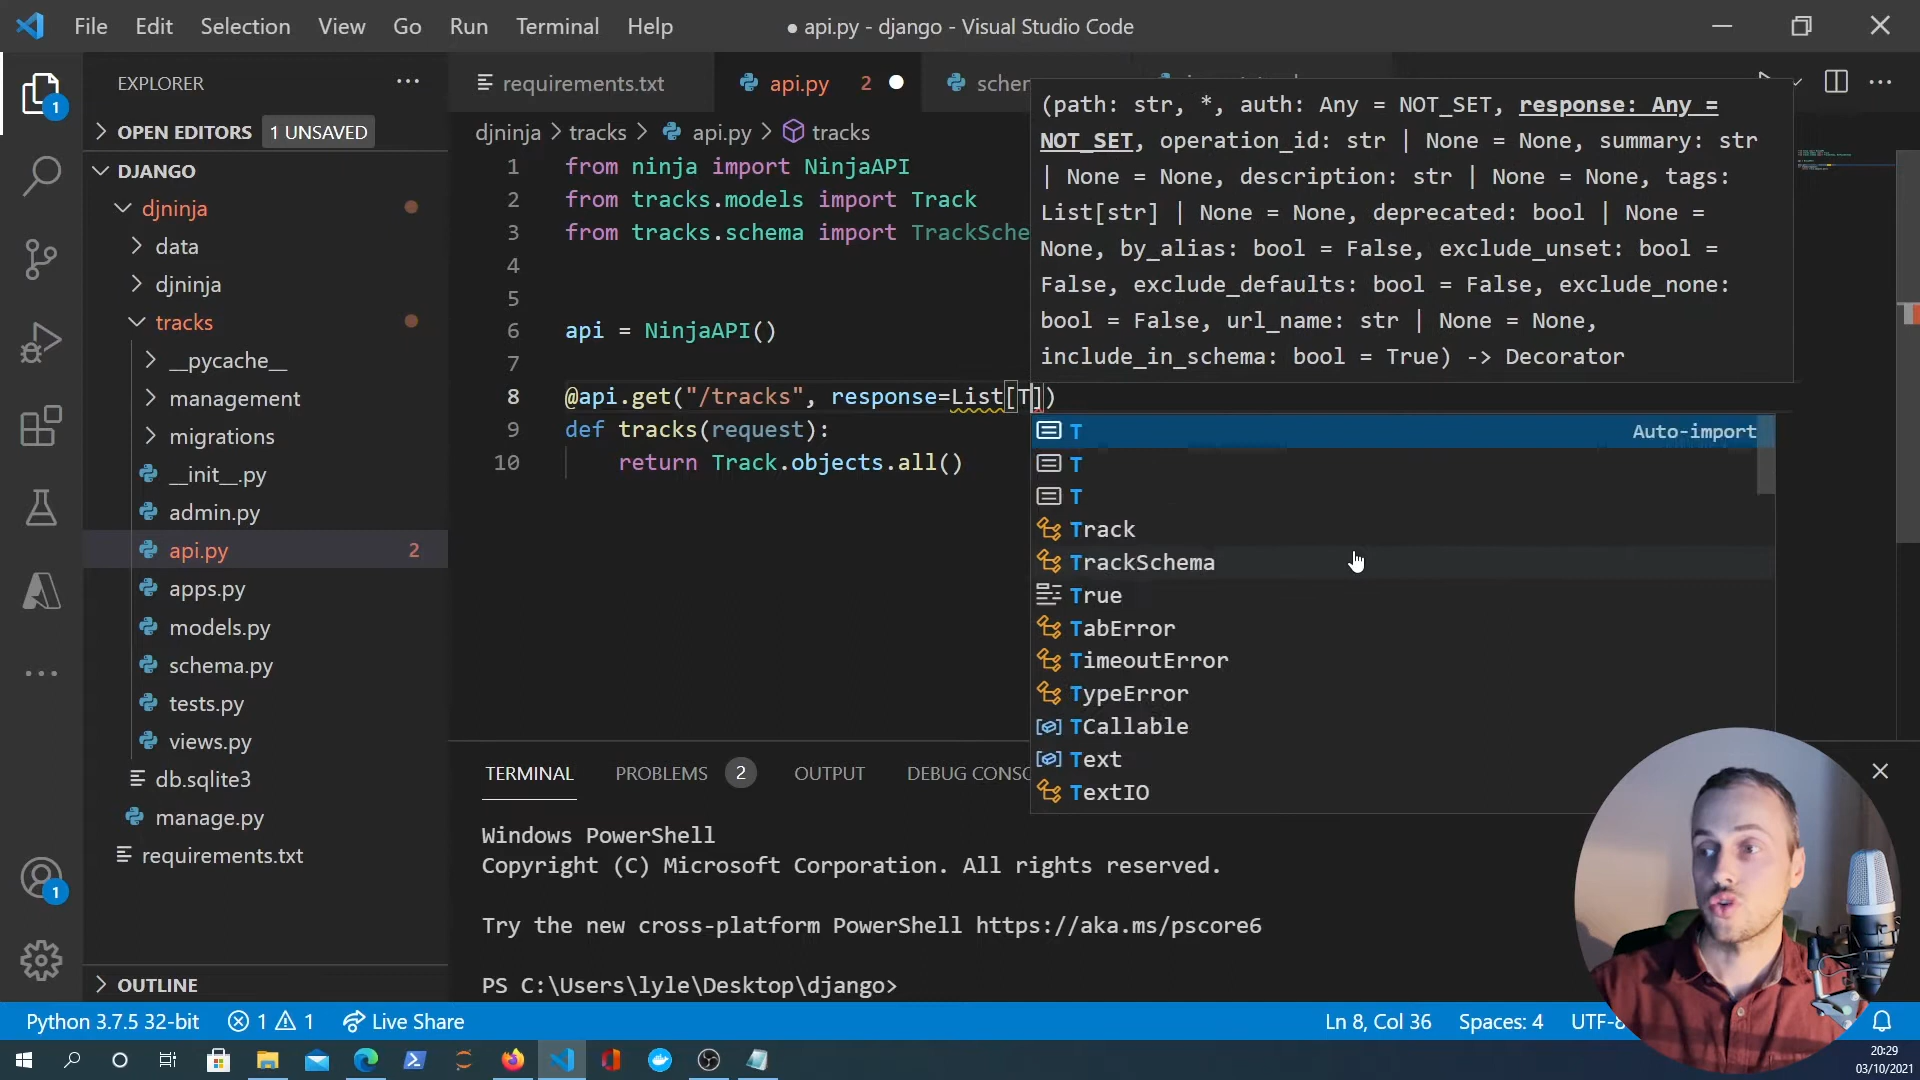 File Edit Selection View Go Run Terminal Help
● api.py - django - Visual Studio Code
EXPLORER
OPEN EDITORS 1 UNSAVED
DJANGO
djninja
data
djninja
tracks
__pycache__
management
migrations
__init__.py
admin.py
api.py 2
apps.py
models.py
schema.py
tests.py
views.py
db.sqlite3
manage.py
requirements.txt
OUTLINE
1
1
requirements.txt
api.py 2
djninja > tracks > api.py > tracks
1 from ninja import NinjaAPI
2 from tracks.models import Track
3 from tracks.schema import TrackSche
4
5
6 api = NinjaAPI()
7
8 @api.get("/tracks", response=List[T])
9 def tracks(request):
10 return Track.objects.all()
(path: str, *, auth: Any = NOT_SET, response: Any =
NOT_SET, operation_id: str | None = None, summary: str
| None = None, description: str | None = None, tags:
List[str] | None = None, deprecated: bool | None =
None, by_alias: bool = False, exclude_unset: bool =
False, exclude_defaults: bool = False, exclude_none:
bool = False, url_name: str | None = None,
include_in_schema: bool = True) -> Decorator
T Auto-import
T
T
Track
TrackSchema
True
TabError
TimeoutError
TypeError
TCallable
Text
TextIO
TERMINAL PROBLEMS 2 OUTPUT DEBUG CONSO
Windows PowerShell
Copyright (C) Microsoft Corporation. All rights reserved.
Try the new cross-platform PowerShell https://aka.ms/pscore6
PS C:\Users\lyle\Desktop\django>
Python 3.7.5 32-bit 1 1 Live Share
Ln 8, Col 36 Spaces: 4 UTF-8
20:29
03/10/2021